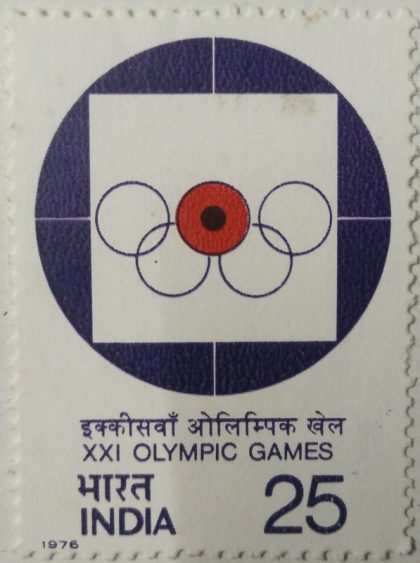 इक्कीसवाँ ओलिम्पिक खेल
XXI OLYMPIC GAMES
भारत
INDIA
25
1976